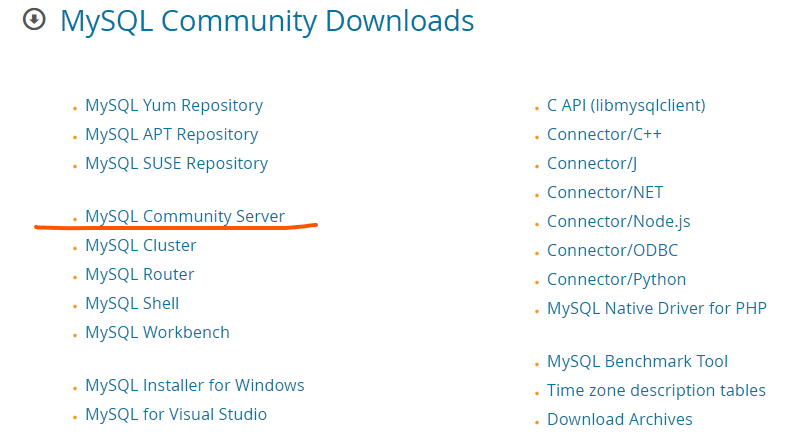 MySQL Community Downloads
MySQL Yum Repository
MySQL APT Repository
MySQL SUSE Repository
MySQL Community Server
MySQL Cluster
MySQL Router
MySQL Shell
MySQL Workbench
MySQL Installer for Windows
MySQL for Visual Studio
C API (libmysqlclient)
Connector/C++
Connector/J
Connector/NET
Connector/Node.js
Connector/ODBC
Connector/Python
MySQL Native Driver for PHP
MySQL Benchmark Tool
Time zone description tables
Download Archives